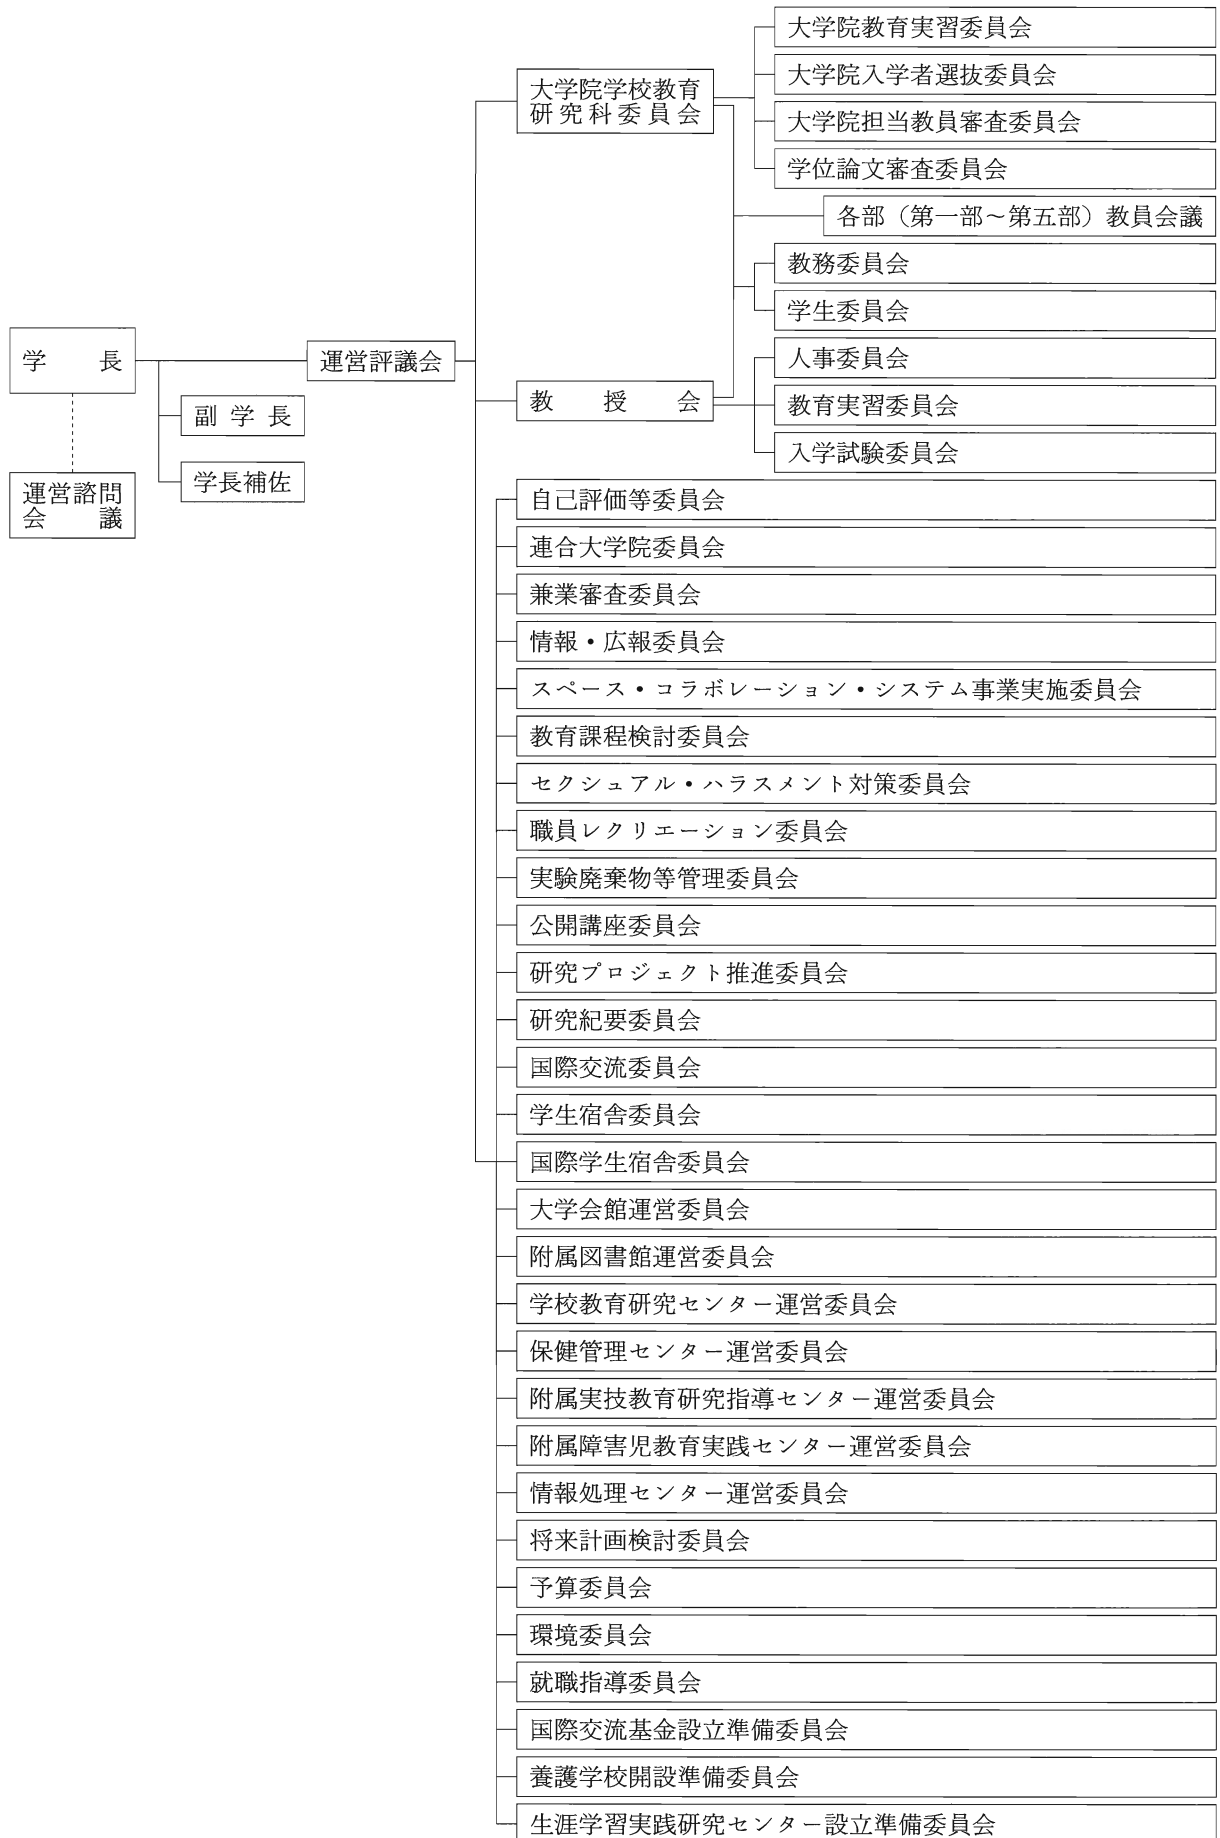 大学院教育実習委員会
大学院学校教育
研究科委員会
大学院入学者選抜委員会
大学院担当教員審査委員会
学位論文審査委員会
各部（第一部～第五部）教員会議
教務委員会
学生委員会
学長
運営評議会
人事委員会
副学長
教授会
教育実習委員会
入学試験委員会
学長補佐
運営諮問
会議
自己評価等委員会
連合大学院委員会
兼業審査委員会
情報・広報委員会
スペース・コラボレーション・システム事業実施委員会
教育課程検討委員会
セクシュアル・ハラスメント対策委員会
職員レクリエーション委員会
実験廃棄物等管理委員会
公開講座委員会
研究プロジェクト推進委員会
研究紀要委員会
国際交流委員会
学生宿舎委員会
国際学生宿舎委員会
大学会館運営委員会
附属図書館運営委員会
学校教育研究センター運営委員会
保健管理センター運営委員会
附属実技教育研究指導センター運営委員会
附属障害児教育実践センター運営委員会
情報処理センター運営委員会
将来計画検討委員会
予算委員会
環境委員会
就職指導委員会
国際交流基金設立準備委員会
養護学校開設準備委員会
生涯学習実践研究センター設立準備委員会